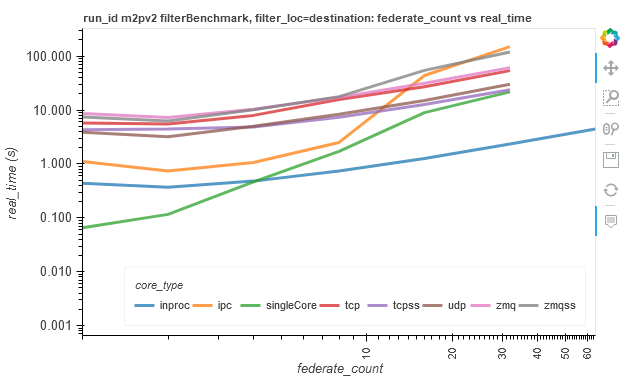 run_id m2pv2 filterBenchmark, filter_loc=destination: federate_count vs real_time
100.000
10.000
1.000
0.100
0.010
0.001
real_time (s)
core_type
inproc ipc singleCore tcp tcpss udp zmq zmqss
10 20 30 40 50 60
federate_count